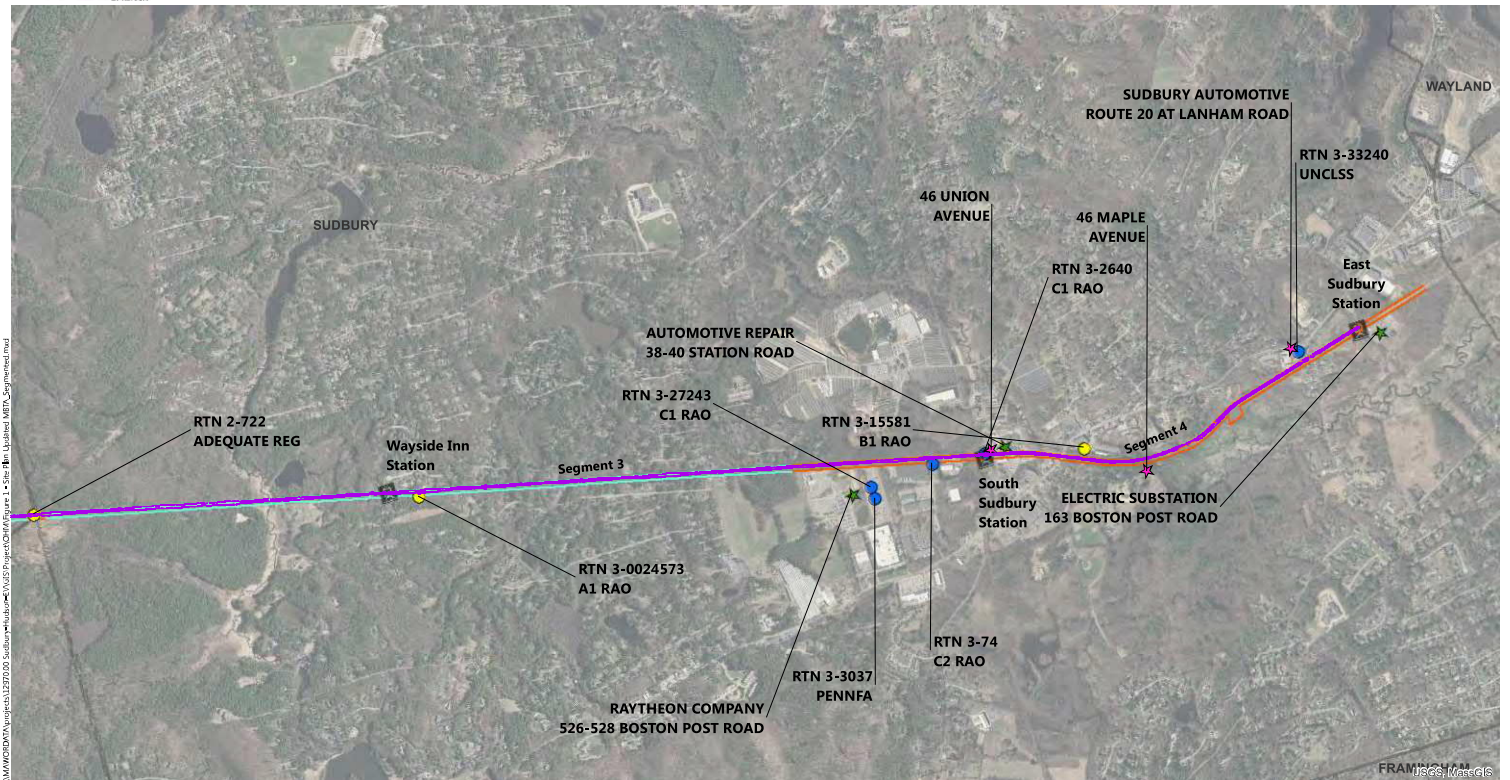 WAYLAND
SUDBURY AUTOMOTIVE
ROUTE 20 AT LANHAM ROAD
RTN 3-33240
UNCLSS
46 UNION
AVENUE
46 MAPLE
AVENUE
SUDBURY
RTN 3-2640
C1 RAO
East
Sudbury
Station
AUTOMOTIVE REPAIR
38-40 STATION ROAD
RTN 3-27243
C1 RAO
RTN 3-15581
B1 RAO
RTN 2-722
ADEQUATE REG
Wayside Inn
Station
Segment 3
Segment 4
South
Sudbury
Station
ELECTRIC SUBSTATION
163 BOSTON POST ROAD
RTN 3-0024573
A1 RAO
RTN 3-74
C2 RAO
RTN 3-3037
PENNFA
RAYTHEON COMPANY
526-528 BOSTON POST ROAD
FRAMINGHAM
USGS, MassGIS